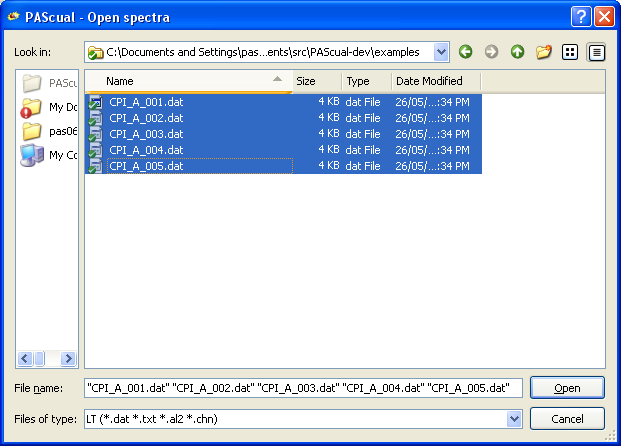 PAScual - Open spectra
Look in: C:\Documents and Settings\pas...ents\src\PAScual-dev\examples
PAScu
My Do
pas06
My Co
Name Size Type Date Modified
CPI_A_001.dat 4 KB dat File 26/05/...:34 PM
CPI_A_002.dat 4 KB dat File 26/05/...:34 PM
CPI_A_003.dat 4 KB dat File 26/05/...:34 PM
CPI_A_004.dat 4 KB dat File 26/05/...:34 PM
CPI_A_005.dat 4 KB dat File 26/05/...:34 PM
File name: "CPI_A_001.dat" "CPI_A_002.dat" "CPI_A_003.dat" "CPI_A_004.dat" "CPI_A_005.dat" Open
Files of type: LT (*.dat *.txt *.al2 *.chn) Cancel